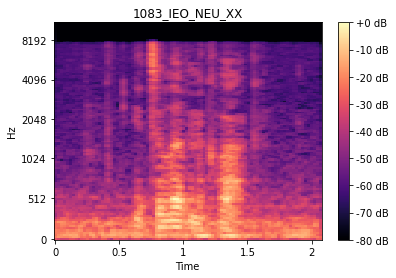 1083_IEO_NEU_XX
+0 dB
8192
-10 dB
4096
-20 dB
-30 dB
2048
-40 dB
Hz
1024
-50 dB
512
-60 dB
-70 dB
0
-80 dB
0
0.5
1
1.5
2
Time